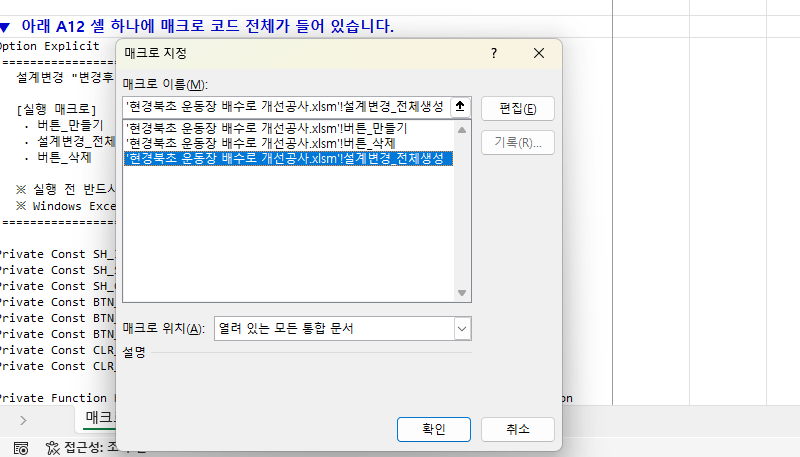 ▼ 아래 A12 셀 하나에 매크로 코드 전체가 들어 있습니다.
Option Explicit
설계변경 "변경후
[실행 매크로]
· 버튼_만들기
· 설계변경_전체
· 버튼_삭제
※ 실행 전 반드시
※ Windows Exce
Private Const SH_
Private Const SH_
Private Const SH_
Private Const BTN_
Private Const BTN_
Private Const BTN_
Private Const CLR_
Private Const CLR_
Private Function
on
매크로 지정
?
매크로 이름(M):
'현경북초 운동장 배수로 개선공사.xlsm'!설계변경_전체생성
편집(E)
'현경북초 운동장 배수로 개선공사.xlsm'!버튼_만들기
'현경북초 운동장 배수로 개선공사.xlsm'!버튼_삭제
'현경북초 운동장 배수로 개선공사.xlsm'!설계변경_전체생성
기록(R)...
매크로 위치(A):
열려 있는 모든 통합 문서
설명
확인
취소
매크로
접근성: